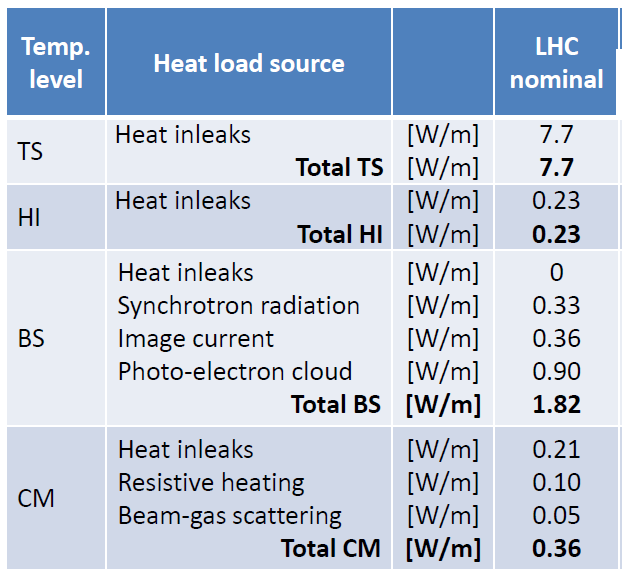 Temp. level Heat load source LHC nominal
TS Heat inleaks [W/m] 7.7
Total TS [W/m] 7.7
HI Heat inleaks [W/m] 0.23
Total HI [W/m] 0.23
BS Heat inleaks [W/m] 0
Synchrotron radiation [W/m] 0.33
Image current [W/m] 0.36
Photo-electron cloud [W/m] 0.90
Total BS [W/m] 1.82
CM Heat inleaks [W/m] 0.21
Resistive heating [W/m] 0.10
Beam-gas scattering [W/m] 0.05
Total CM [W/m] 0.36